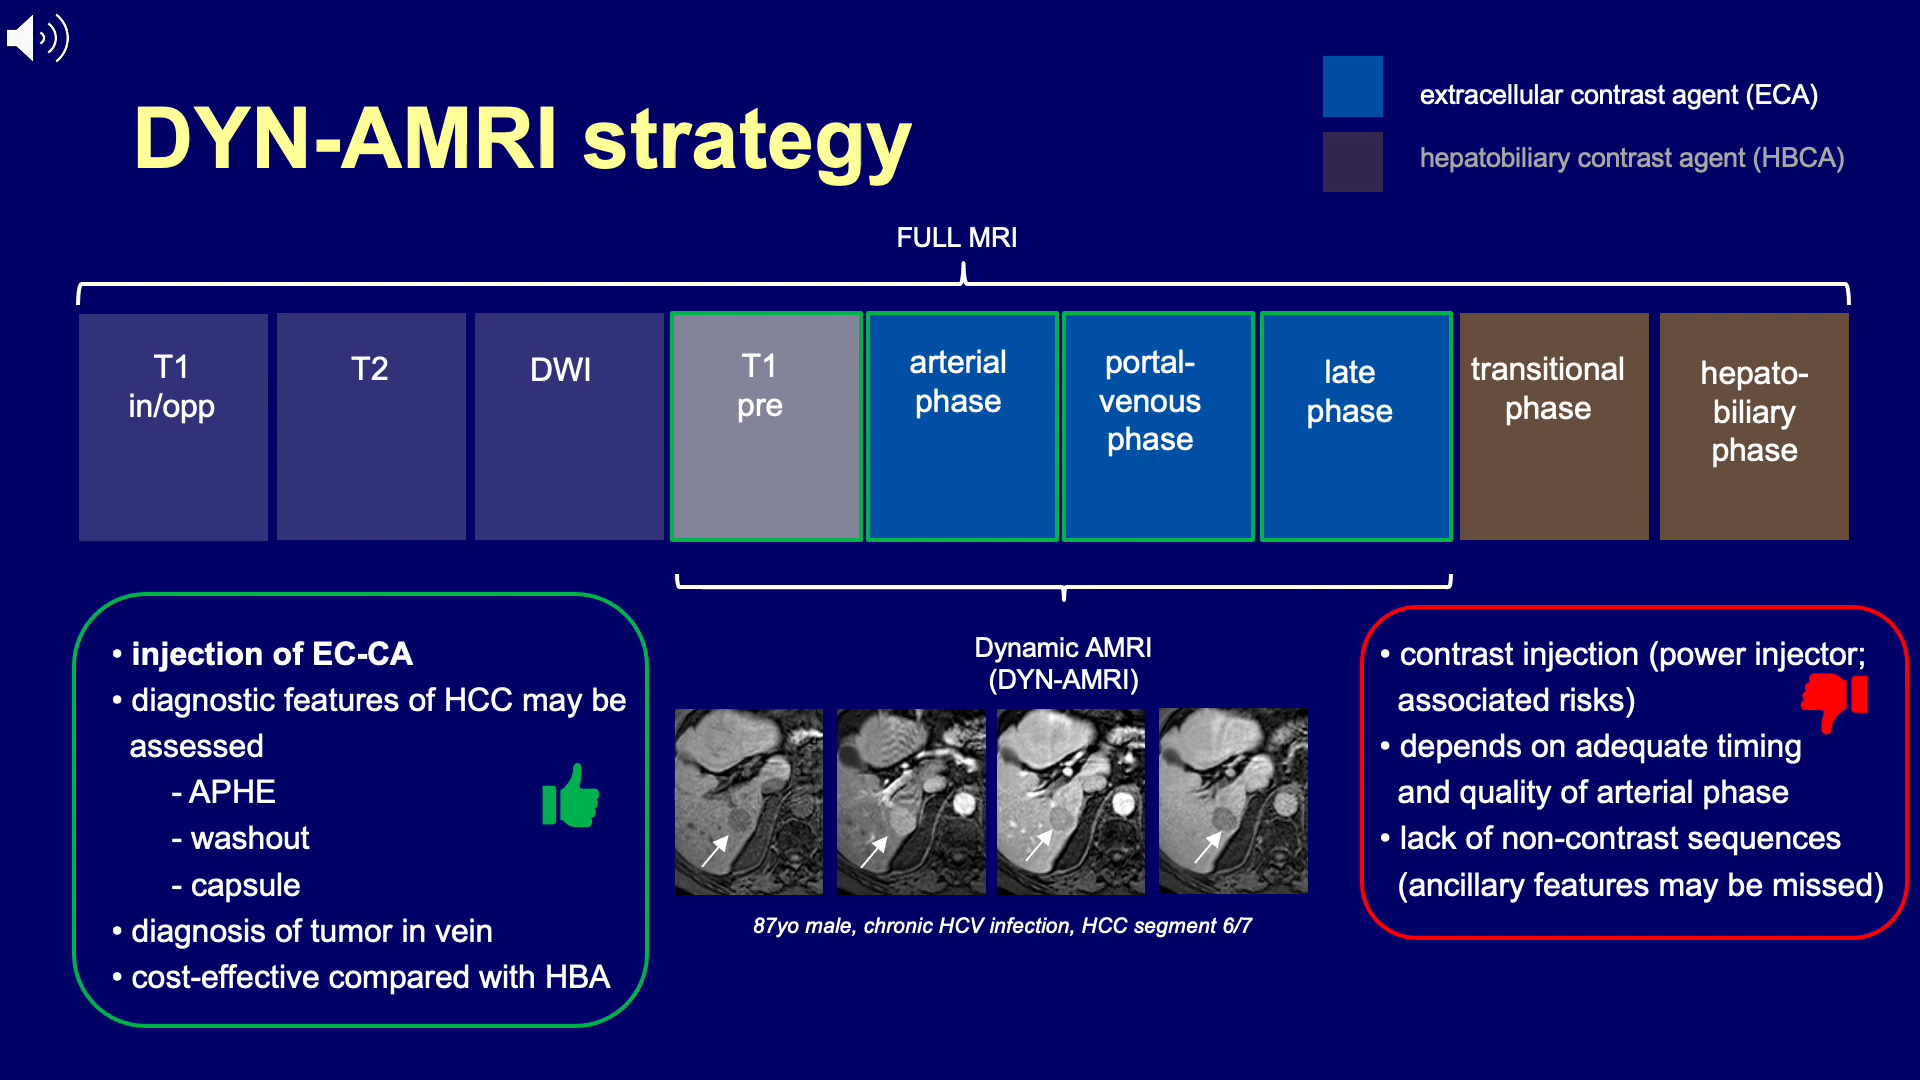 DYN-AMRI strategy
extracellular contrast agent (ECA)
hepatobiliary contrast agent (HBCA)
FULL MRI
T1
in/opp
T2
DWI
T1
pre
arterial
phase
portal-
venous
phase
late
phase
transitional
phase
hepato-
biliary
phase
• injection of EC-CA
• diagnostic features of HCC may be
assessed
- APHE
- washout
- capsule
• diagnosis of tumor in vein
• cost-effective compared with HBA
Dynamic AMRI
(DYN-AMRI)
87yo male, chronic HCV infection, HCC segment 6/7
• contrast injection (power injector;
associated risks)
• depends on adequate timing
and quality of arterial phase
• lack of non-contrast sequences
(ancillary features may be missed)